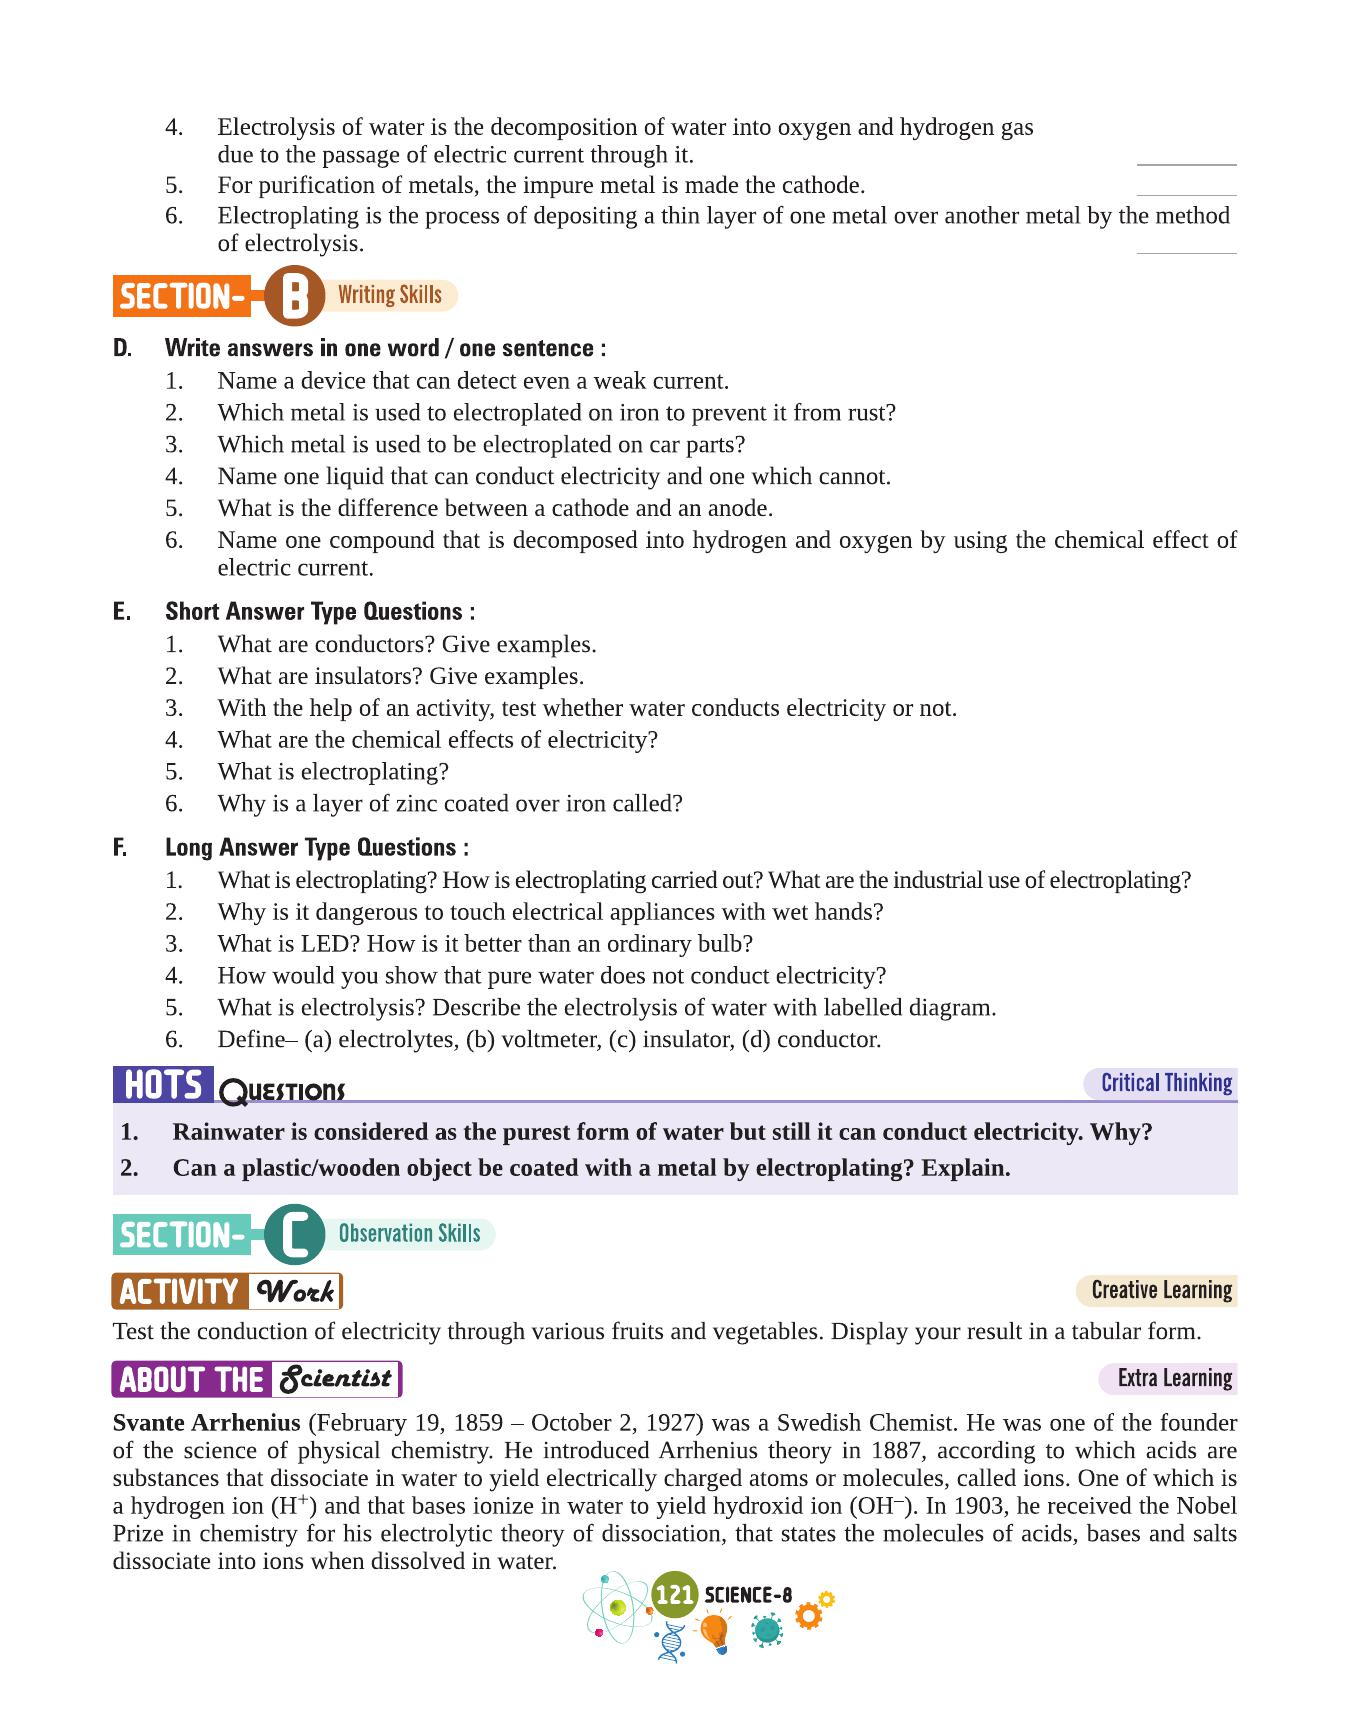 4. Electrolysis of water is the decomposition of water into oxygen and hydrogen gas
due to the passage of electric current through it.
5. For purification of metals, the impure metal is made the cathode.
6. Electroplating is the process of depositing a thin layer of one metal over another metal by the method
of electrolysis.
SECTION- B Writing Skills
D. Write answers in one word / one sentence :
1. Name a device that can detect even a weak current.
2. Which metal is used to electroplated on iron to prevent it from rust?
3. Which metal is used to be electroplated on car parts?
4. Name one liquid that can conduct electricity and one which cannot.
5. What is the difference between a cathode and an anode.
6. Name one compound that is decomposed into hydrogen and oxygen by using the chemical effect of
electric current.
E. Short Answer Type Questions :
1. What are conductors? Give examples.
2. What are insulators? Give examples.
3. With the help of an activity, test whether water conducts electricity or not.
4. What are the chemical effects of electricity?
5. What is electroplating?
6. Why is a layer of zinc coated over iron called?
F. Long Answer Type Questions :
1. What is electroplating? How is electroplating carried out? What are the industrial use of electroplating?
2. Why is it dangerous to touch electrical appliances with wet hands?
3. What is LED? How is it better than an ordinary bulb?
4. How would you show that pure water does not conduct electricity?
5. What is electrolysis? Describe the electrolysis of water with labelled diagram.
6. Define– (a) electrolytes, (b) voltmeter, (c) insulator, (d) conductor.
HOTS Questions Critical Thinking
1. Rainwater is considered as the purest form of water but still it can conduct electricity. Why?
2. Can a plastic/wooden object be coated with a metal by electroplating? Explain.
SECTION- C Observation Skills
ACTIVITY Work Creative Learning
Test the conduction of electricity through various fruits and vegetables. Display your result in a tabular form.
ABOUT THE Scientist Extra Learning
Svante Arrhenius (February 19, 1859 – October 2, 1927) was a Swedish Chemist. He was one of the founder
of the science of physical chemistry. He introduced Arrhenius theory in 1887, according to which acids are
substances that dissociate in water to yield electrically charged atoms or molecules, called ions. One of which is
a hydrogen ion (H⁺) and that bases ionize in water to yield hydroxid ion (OH⁻). In 1903, he received the Nobel
Prize in chemistry for his electrolytic theory of dissociation, that states the molecules of acids, bases and salts
dissociate into ions when dissolved in water.
121 SCIENCE-8